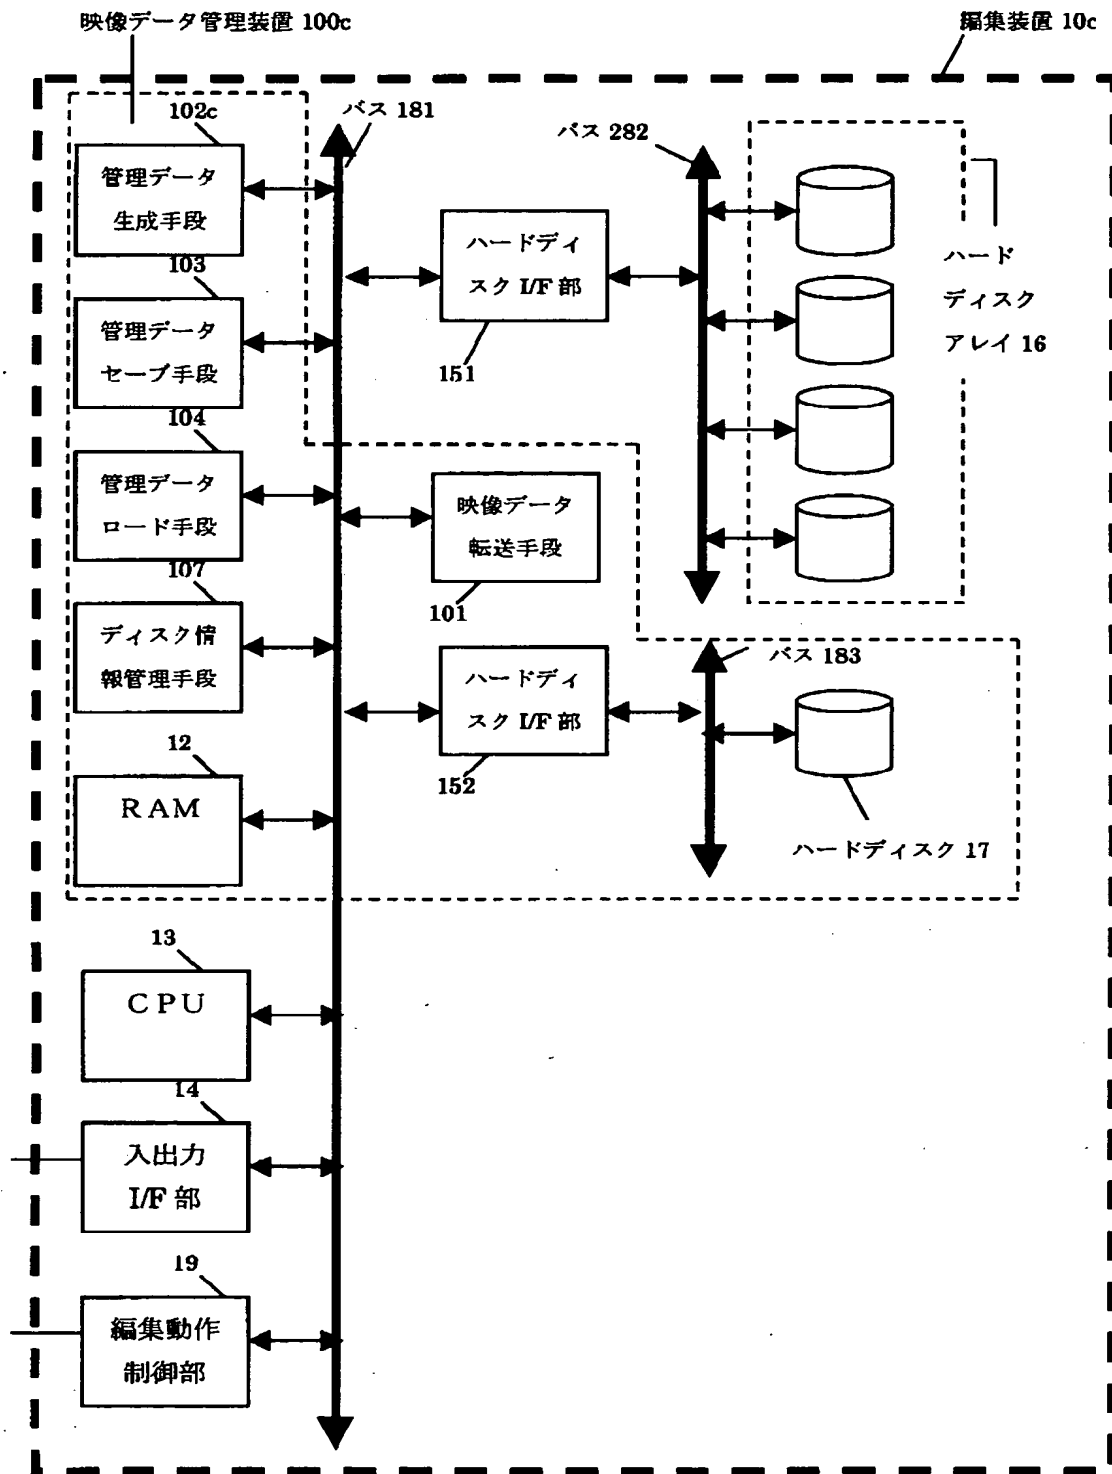 映像データ管理装置 100c
編集装置 10c
102c
管理データ
生成手段
バス 181
バス 282
ハードディ
スク I/F 部
151
ハード
ディスク
アレイ 16
103
管理データ
セーブ手段
104
管理データ
ロード手段
映像データ
転送手段
101
107
ディスク情
報管理手段
ハードディ
スク I/F 部
152
バス 183
ハードディスク 17
12
RAM
13
CPU
14
入出力
I/F 部
19
編集動作
制御部